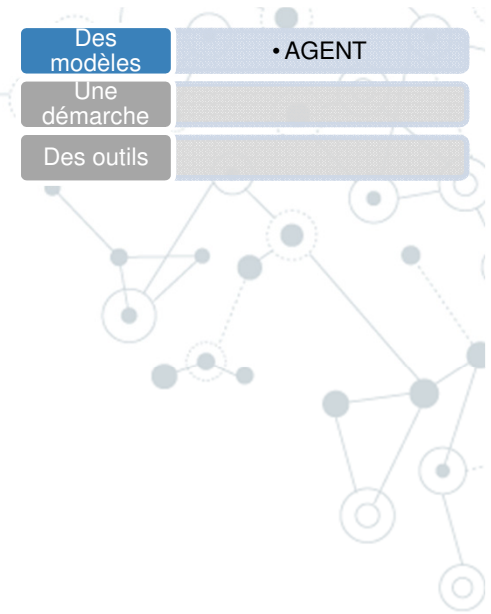 Des
modèles
• AGENT
Une
démarche
Des outils